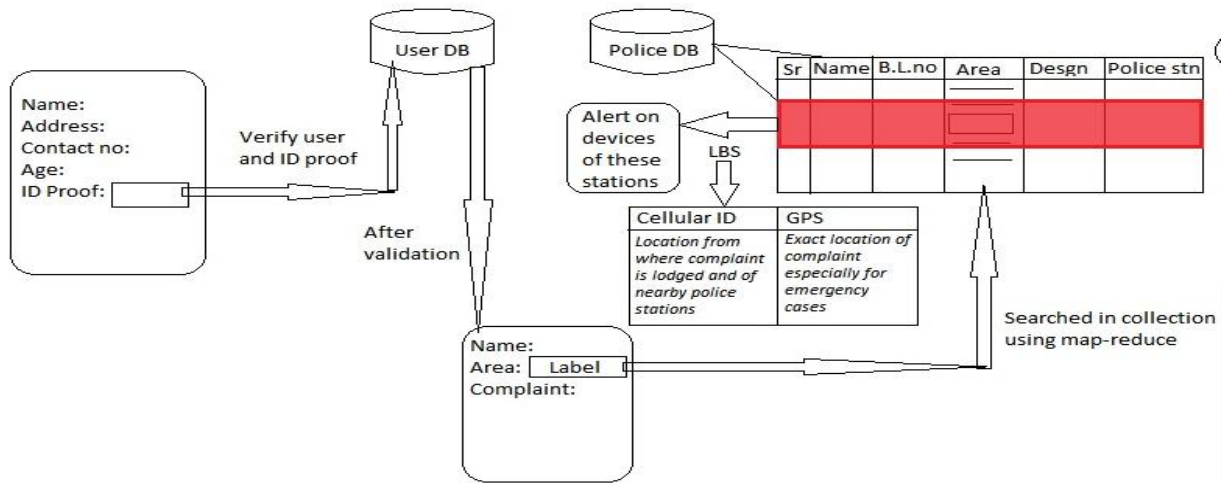 User DB
Police DB
Sr Name B.L.no Area Desgn Police stn
Name:
Address:
Contact no:
Age:
ID Proof:
Verify user
and ID proof
Alert on
devices
of these
stations
LBS
After
validation
Cellular ID
Location from
where complaint
is lodged and of
nearby police
stations
GPS
Exact location of
complaint
especially for
emergency
cases
Searched in collection
using map-reduce
Name:
Area: Label
Complaint: